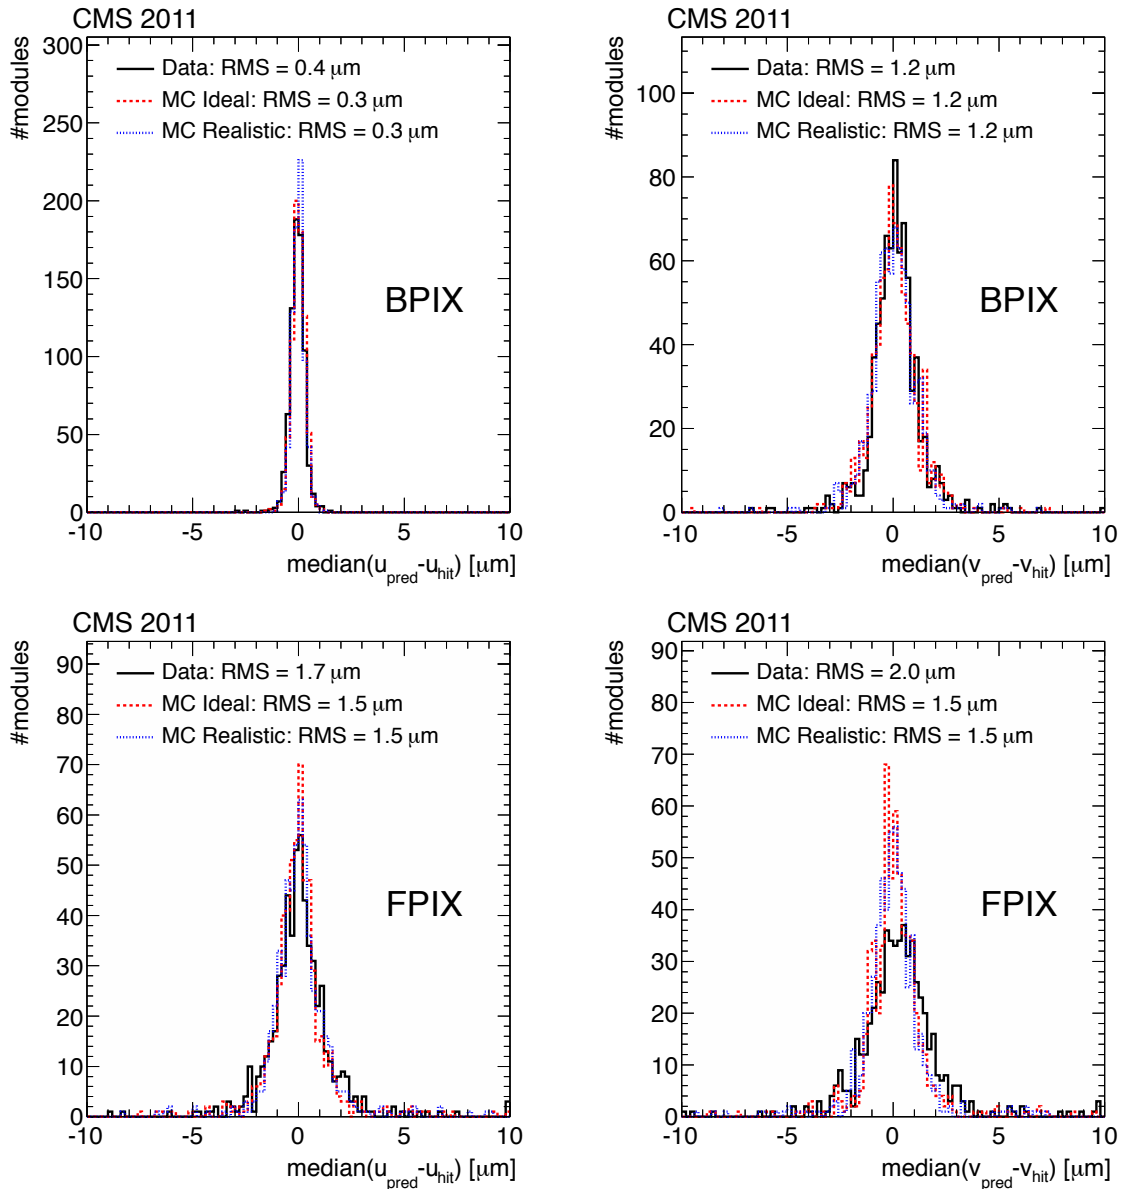 CMS 2011
300
250
200
150
100
50
0
#modules
Data: RMS = 0.4 μm
MC Ideal: RMS = 0.3 μm
MC Realistic: RMS = 0.3 μm
BPIX
-10 -5 0 5 10
median(u_pred-u_hit) [μm]
CMS 2011
100
80
60
40
20
0
#modules
Data: RMS = 1.2 μm
MC Ideal: RMS = 1.2 μm
MC Realistic: RMS = 1.2 μm
BPIX
-10 -5 0 5 10
median(v_pred-v_hit) [μm]
CMS 2011
90
80
70
60
50
40
30
20
10
0
#modules
Data: RMS = 1.7 μm
MC Ideal: RMS = 1.5 μm
MC Realistic: RMS = 1.5 μm
FPIX
-10 -5 0 5 10
median(u_pred-u_hit) [μm]
CMS 2011
90
80
70
60
50
40
30
20
10
0
#modules
Data: RMS = 2.0 μm
MC Ideal: RMS = 1.5 μm
MC Realistic: RMS = 1.5 μm
FPIX
-10 -5 0 5 10
median(v_pred-v_hit) [μm]